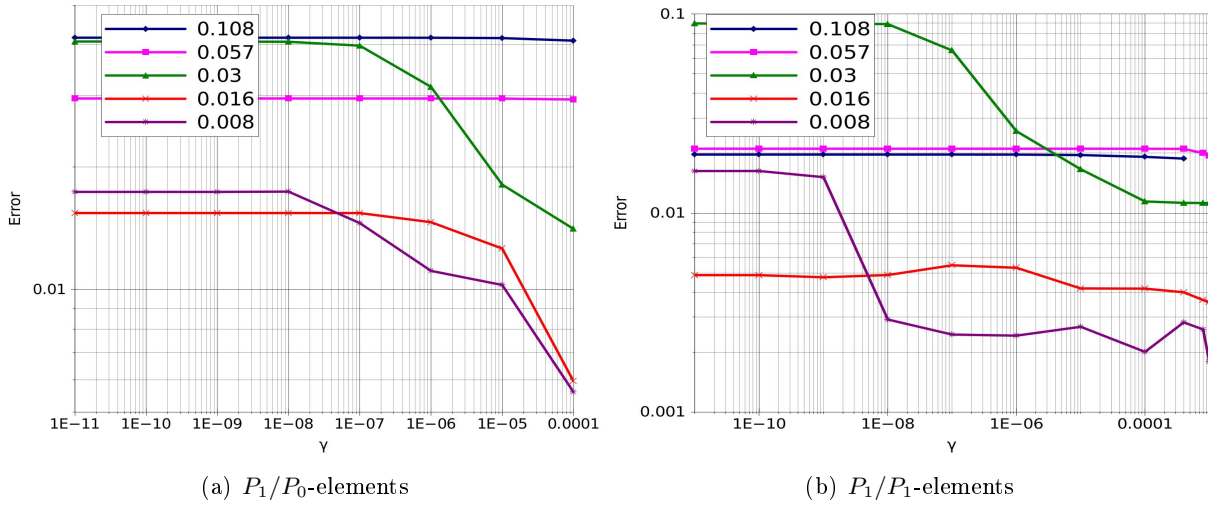 0.108
0.057
0.03
0.016
0.008
Error
0.01
1E-11 1E-10 1E-09 1E-08 1E-07 1E-06 1E-05 0.0001
γ
(a) P₁/P₀-elements
0.108
0.057
0.03
0.016
0.008
Error
0.1
0.01
0.001
1E-10 1E-08 1E-06 0.0001
γ
(b) P₁/P₁-elements